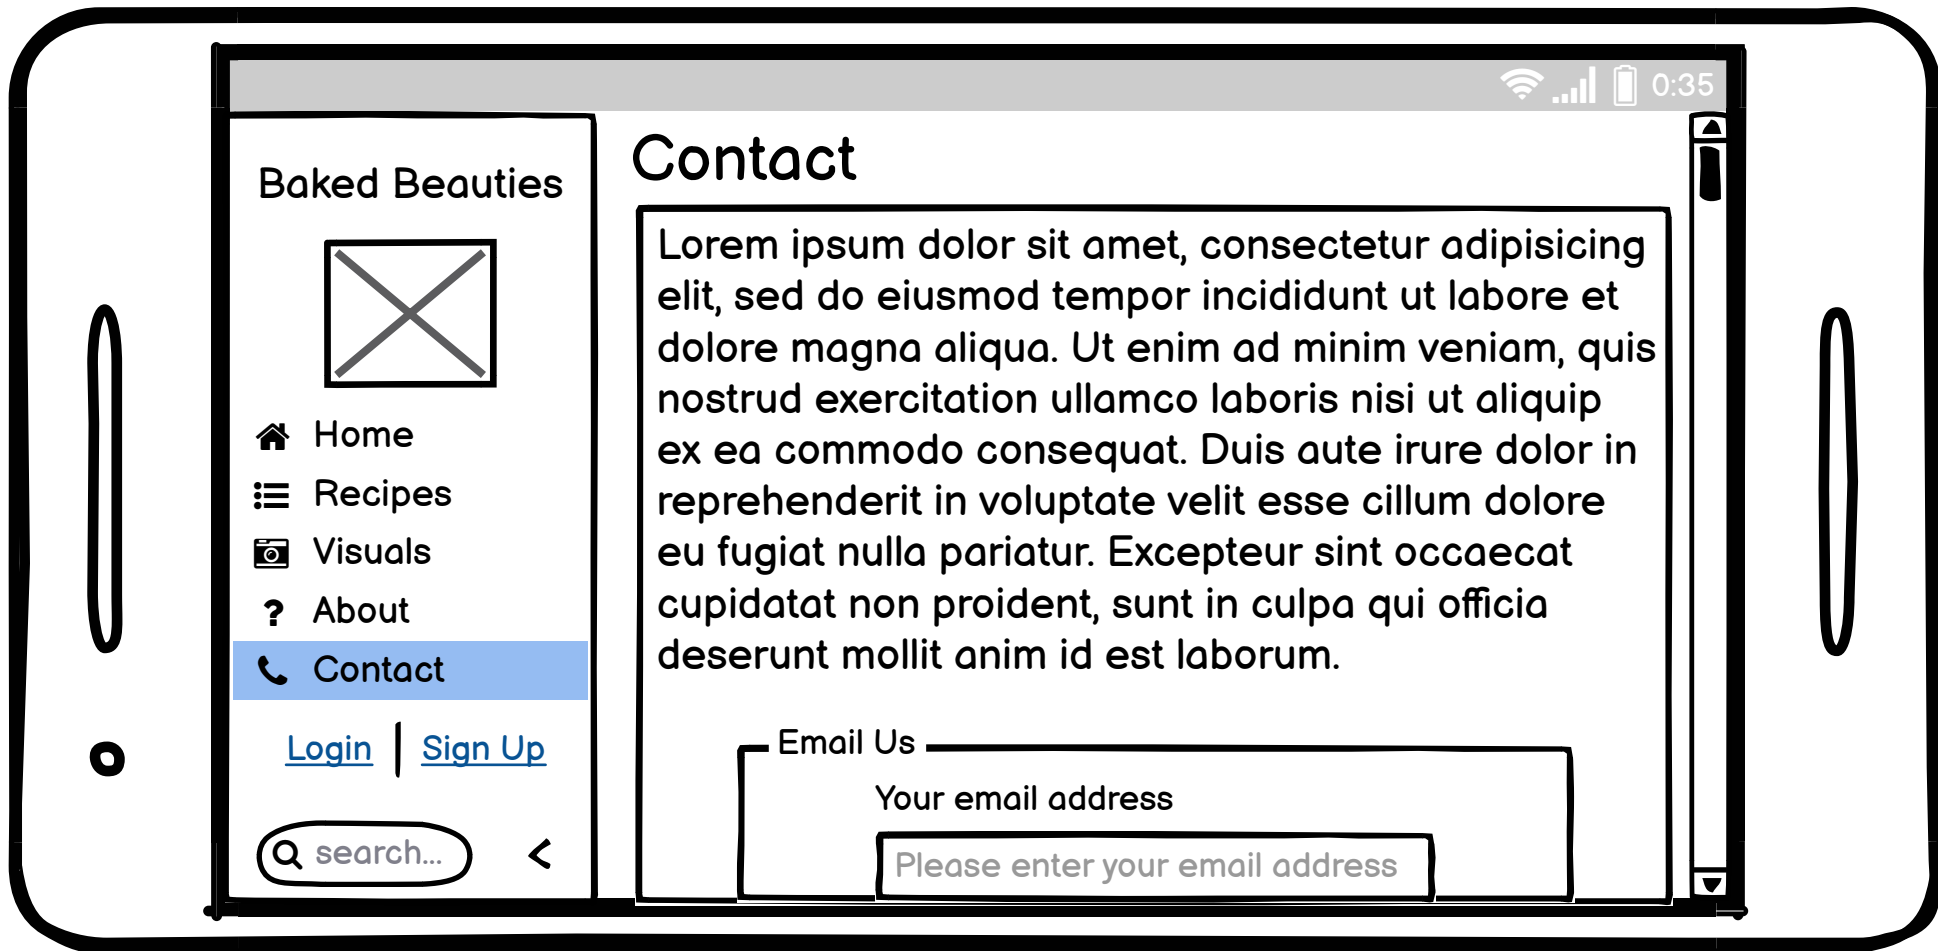 0:35
Baked Beauties
Home
Recipes
Visuals
? About
Contact
Login | Sign Up
search...
<
Contact
Lorem ipsum dolor sit amet, consectetur adipisicing
elit, sed do eiusmod tempor incididunt ut labore et
dolore magna aliqua. Ut enim ad minim veniam, quis
nostrud exercitation ullamco laboris nisi ut aliquip
ex ea commodo consequat. Duis aute irure dolor in
reprehenderit in voluptate velit esse cillum dolore
eu fugiat nulla pariatur. Excepteur sint occaecat
cupidatat non proident, sunt in culpa qui officia
deserunt mollit anim id est laborum.
Email Us
Your email address
Please enter your email address